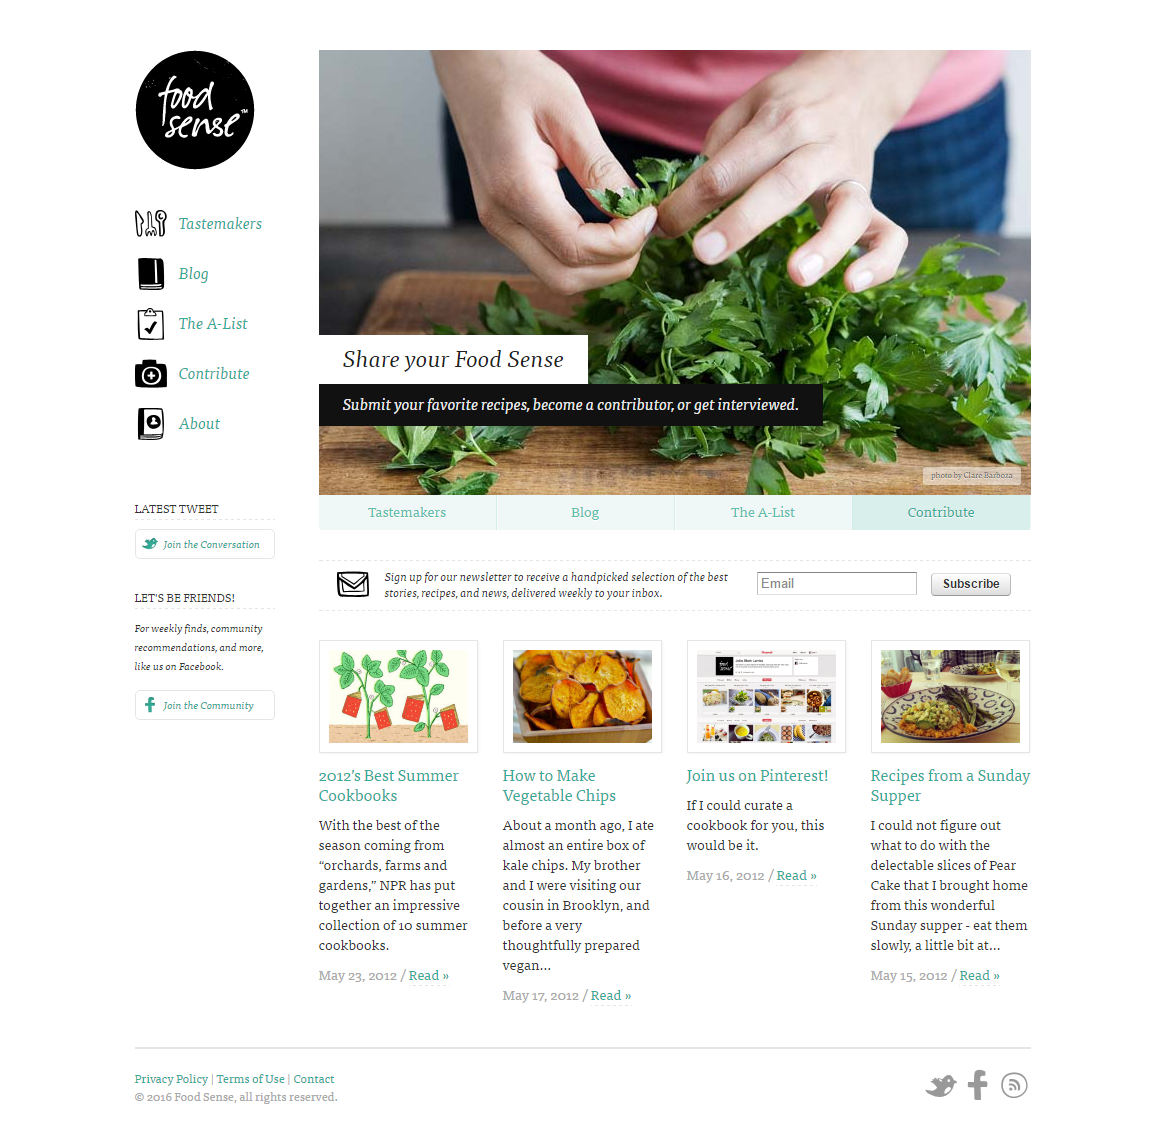 food
sense™
Tastemakers
Blog
The A-List
Contribute
About
LATEST TWEET
Join the Conversation
LET'S BE FRIENDS!
For weekly finds, community
recommendations, and more,
like us on Facebook.
Join the Community
Share your Food Sense
Submit your favorite recipes, become a contributor, or get interviewed.
photo by Clare Barboza
Tastemakers
Blog
The A-List
Contribute
Sign up for our newsletter to receive a handpicked selection of the best
stories, recipes, and news, delivered weekly to your inbox.
Email
Subscribe
2012's Best Summer
Cookbooks
With the best of the
season coming from
“orchards, farms and
gardens,” NPR has put
together an impressive
collection of 10 summer
cookbooks.
May 23, 2012 / Read »
How to Make
Vegetable Chips
About a month ago, I ate
almost an entire box of
kale chips. My brother
and I were visiting our
cousin in Brooklyn, and
before a very
thoughtfully prepared
vegan...
May 17, 2012 / Read »
Join us on Pinterest!
If I could curate a
cookbook for you, this
would be it.
May 16, 2012 / Read »
Recipes from a Sunday
Supper
I could not figure out
what to do with the
delectable slices of Pear
Cake that I brought home
from this wonderful
Sunday supper - eat them
slowly, a little bit at...
May 15, 2012 / Read »
Privacy Policy | Terms of Use | Contact
© 2016 Food Sense, all rights reserved.